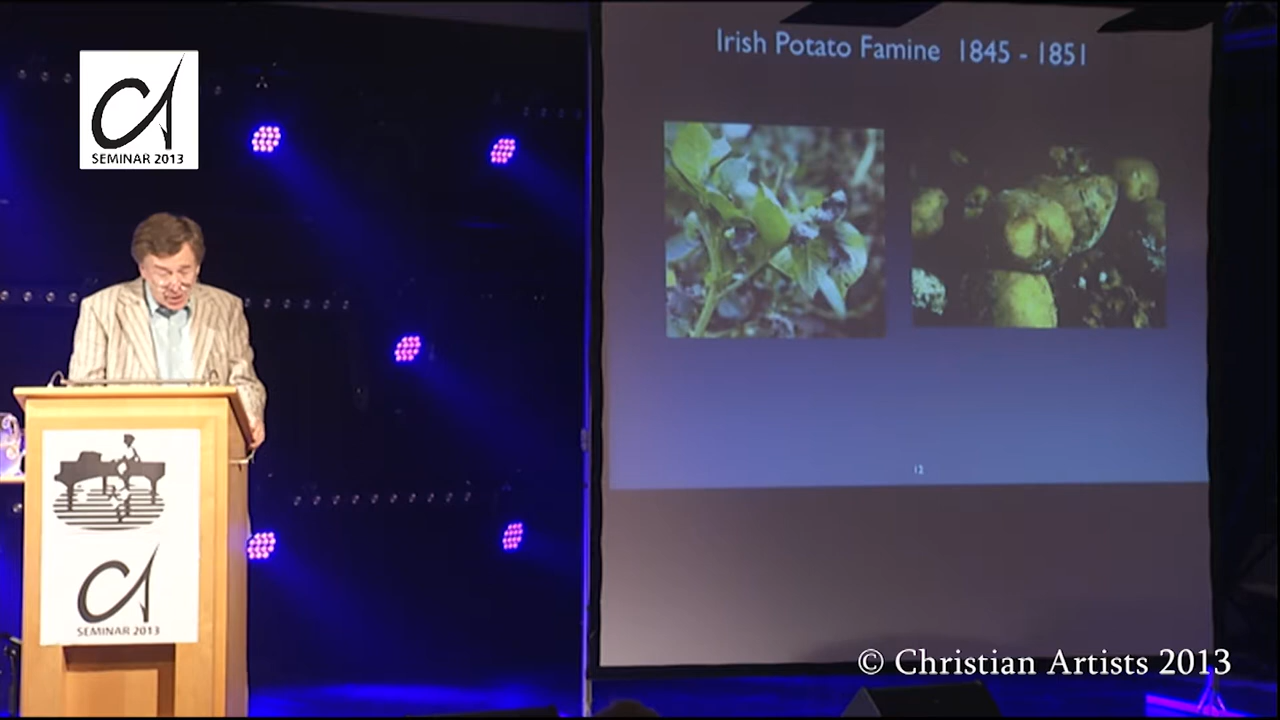 SEMINAR 2013
Irish Potato Famine 1845 - 1851
12
SEMINAR 2013
© Christian Artists 2013